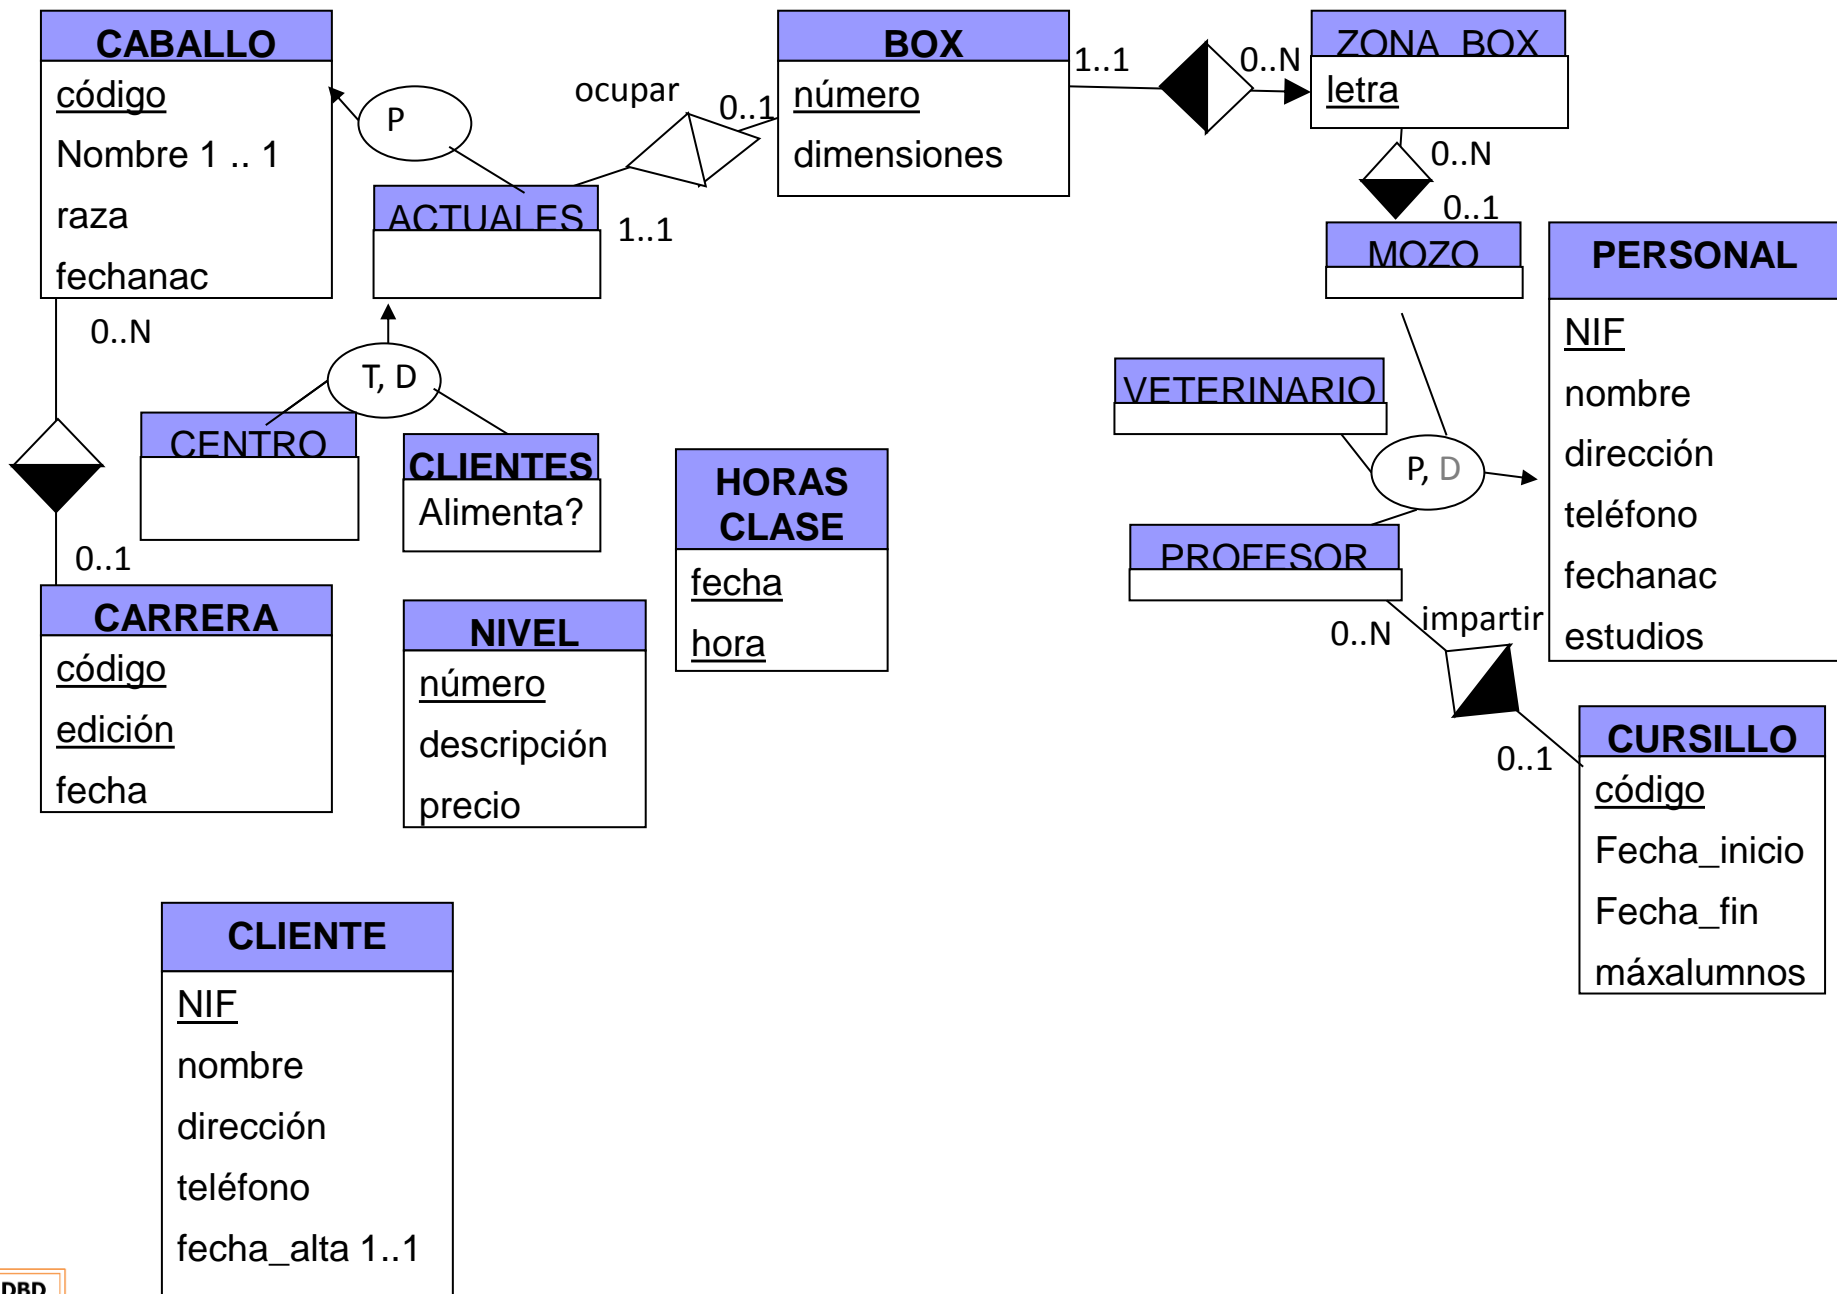 CABALLO
código
Nombre 1 .. 1
raza
fechanac
P
ocupar
0..1
BOX
número
dimensiones
1..1
0..N
ZONA_BOX
letra
0..N
0..1
ACTUALES
1..1
MOZO
PERSONAL
NIF
nombre
dirección
teléfono
fechanac
estudios
0..N
T, D
CENTRO
CLIENTES
Alimenta?
HORAS
CLASE
fecha
hora
VETERINARIO
P, D
PROFESOR
0..N
impartir
0..1
0..1
CARRERA
código
edición
fecha
NIVEL
número
descripción
precio
CURSILLO
código
Fecha_inicio
Fecha_fin
máxalumnos
CLIENTE
NIF
nombre
dirección
teléfono
fecha_alta 1..1
DBD